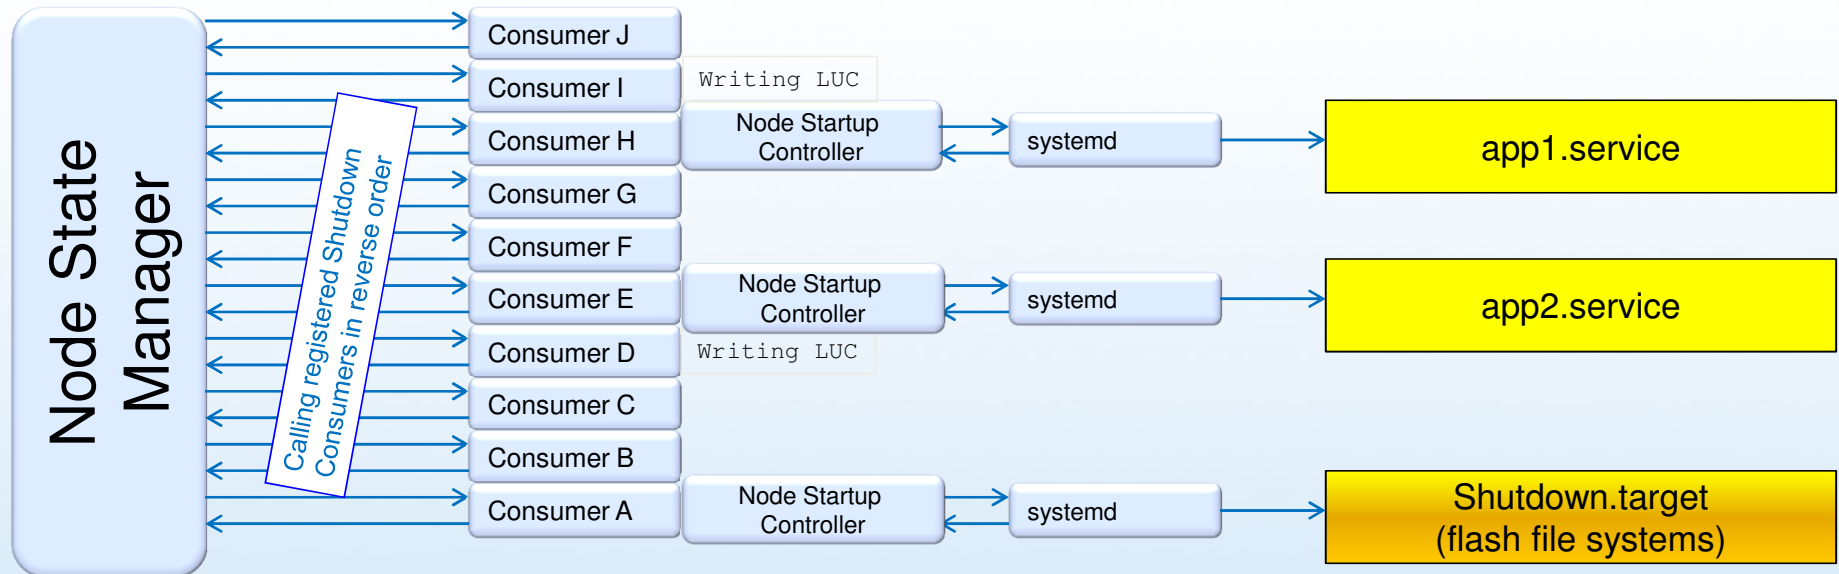 Node State
Manager
Calling registered Shutdown
Consumers in reverse order
Consumer J
Consumer I
Writing LUC
Consumer H
Node Startup
Controller
systemd
app1.service
Consumer G
Consumer F
Consumer E
Node Startup
Controller
systemd
app2.service
Consumer D
Writing LUC
Consumer C
Consumer B
Consumer A
Node Startup
Controller
systemd
Shutdown.target
(flash file systems)